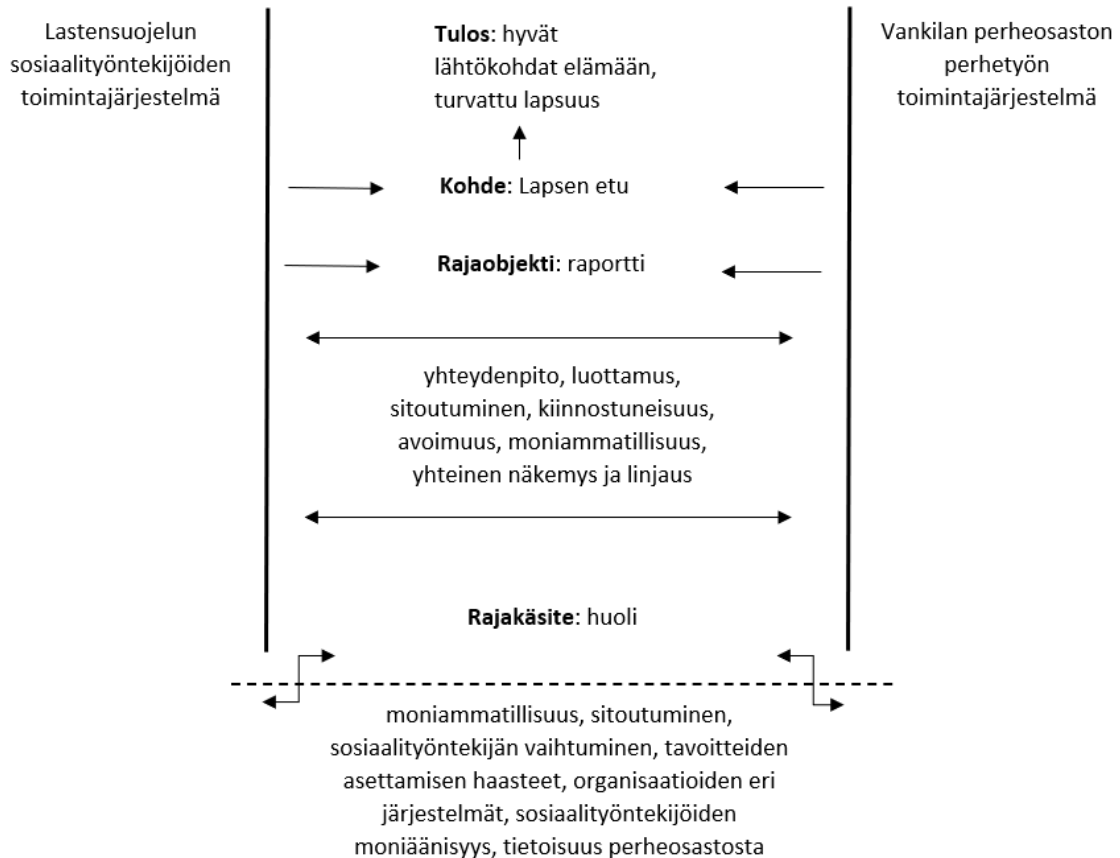 Lastensuojelun
sosiaalityöntekijöiden
toimintajärjestelmä
Tulos: hyvät
lähtökohdat elämään,
turvattu lapsuus
Vankilan perheosaston
perhetyön
toimintajärjestelmä
Kohde: Lapsen etu
Rajaobjekti: raportti
yhteydenpito, luottamus,
sitoutuminen, kiinnostuneisuus,
avoimuus, moniammatillisuus,
yhteinen näkemys ja linjaus
Rajakäsite: huoli
moniammatillisuus, sitoutuminen,
sosiaalityöntekijän vaihtuminen, tavoitteiden
asettamisen haasteet, organisaatioiden eri
järjestelmät, sosiaalityöntekijöiden
moniäänisyys, tietoisuus perheosastosta